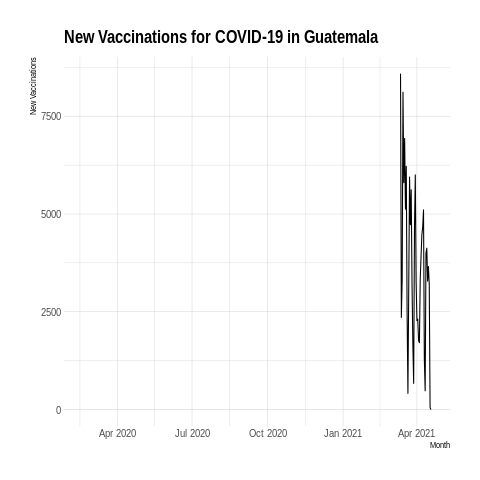 New Vaccinations for COVID-19 in Guatemala
New Vaccinations
7500
5000
2500
0
Apr 2020 Jul 2020 Oct 2020 Jan 2021 Apr 2021
Month